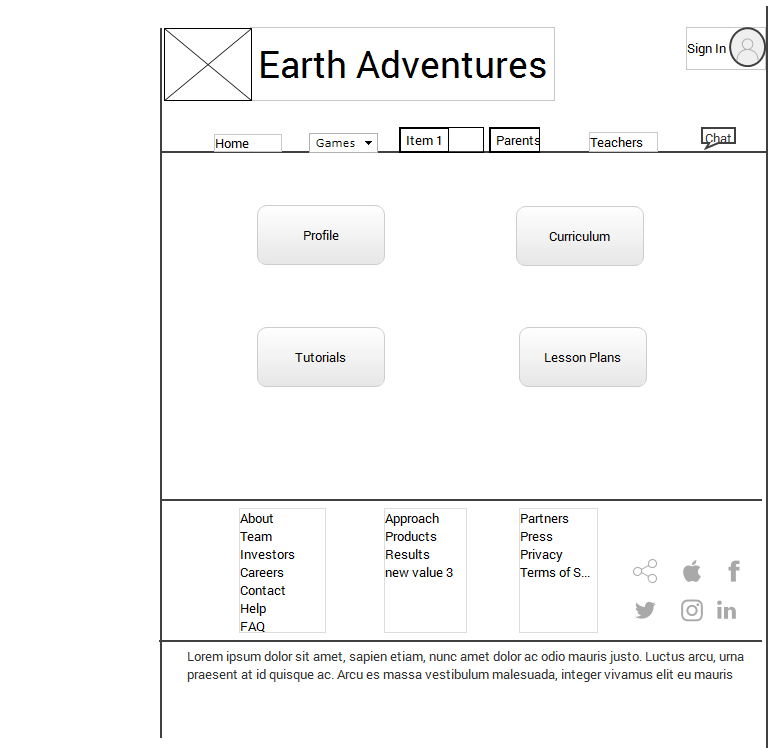 Earth Adventures
Sign In
Home
Games
Item 1
Parents
Teachers
Chat
Profile
Curriculum
Tutorials
Lesson Plans
About
Team
Investors
Careers
Contact
Help
FAQ
Approach
Products
Results
new value 3
Partners
Press
Privacy
Terms of S...
Lorem ipsum dolor sit amet, sapien etiam, nunc amet dolor ac odio mauris justo. Luctus arcu, urna
praesent at id quisque ac. Arcu es massa vestibulum malesuada, integer vivamus elit eu mauris